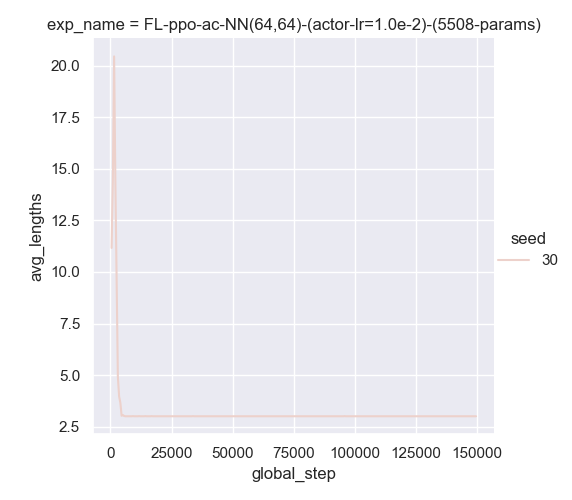 exp_name = FL-ppo-ac-NN(64,64)-(actor-lr=1.0e-2)-(5508-params)
20.0
17.5
15.0
12.5
10.0
7.5
5.0
2.5
avg_lengths
0 25000 50000 75000 100000 125000 150000
global_step
seed
30